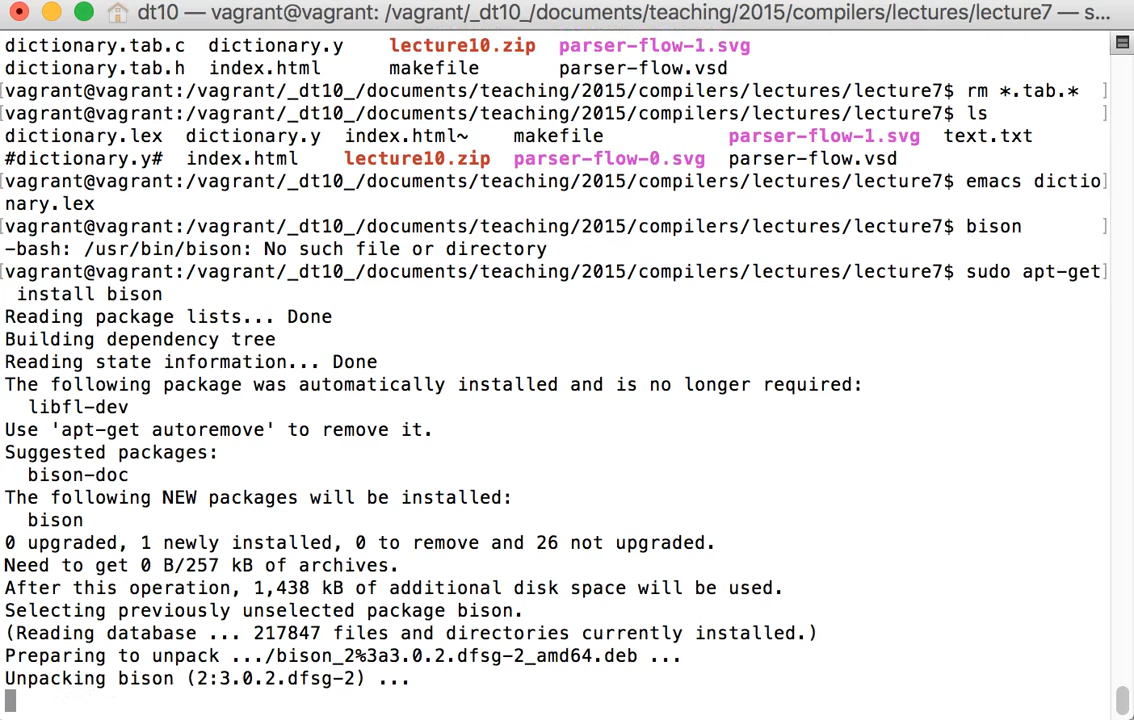 dt10 — vagrant@vagrant: /vagrant/_dt10_/documents/teaching/2015/compilers/lectures/lecture7 — s...
dictionary.tab.c  dictionary.y    lecture10.zip  parser-flow-1.svg
dictionary.tab.h  index.html      makefile       parser-flow.vsd
[vagrant@vagrant:/vagrant/_dt10_/documents/teaching/2015/compilers/lectures/lecture7$ rm *.tab.*  ]
[vagrant@vagrant:/vagrant/_dt10_/documents/teaching/2015/compilers/lectures/lecture7$ ls          ]
dictionary.lex  dictionary.y  index.html~    makefile           parser-flow-1.svg  text.txt
#dictionary.y#  index.html    lecture10.zip  parser-flow-0.svg  parser-flow.vsd
[vagrant@vagrant:/vagrant/_dt10_/documents/teaching/2015/compilers/lectures/lecture7$ emacs dictio]
nary.lex
[vagrant@vagrant:/vagrant/_dt10_/documents/teaching/2015/compilers/lectures/lecture7$ bison       ]
-bash: /usr/bin/bison: No such file or directory
[vagrant@vagrant:/vagrant/_dt10_/documents/teaching/2015/compilers/lectures/lecture7$ sudo apt-get]
 install bison
Reading package lists... Done
Building dependency tree
Reading state information... Done
The following package was automatically installed and is no longer required:
  libfl-dev
Use 'apt-get autoremove' to remove it.
Suggested packages:
  bison-doc
The following NEW packages will be installed:
  bison
0 upgraded, 1 newly installed, 0 to remove and 26 not upgraded.
Need to get 0 B/257 kB of archives.
After this operation, 1,438 kB of additional disk space will be used.
Selecting previously unselected package bison.
(Reading database ... 217847 files and directories currently installed.)
Preparing to unpack .../bison_2%3a3.0.2.dfsg-2_amd64.deb ...
Unpacking bison (2:3.0.2.dfsg-2) ...